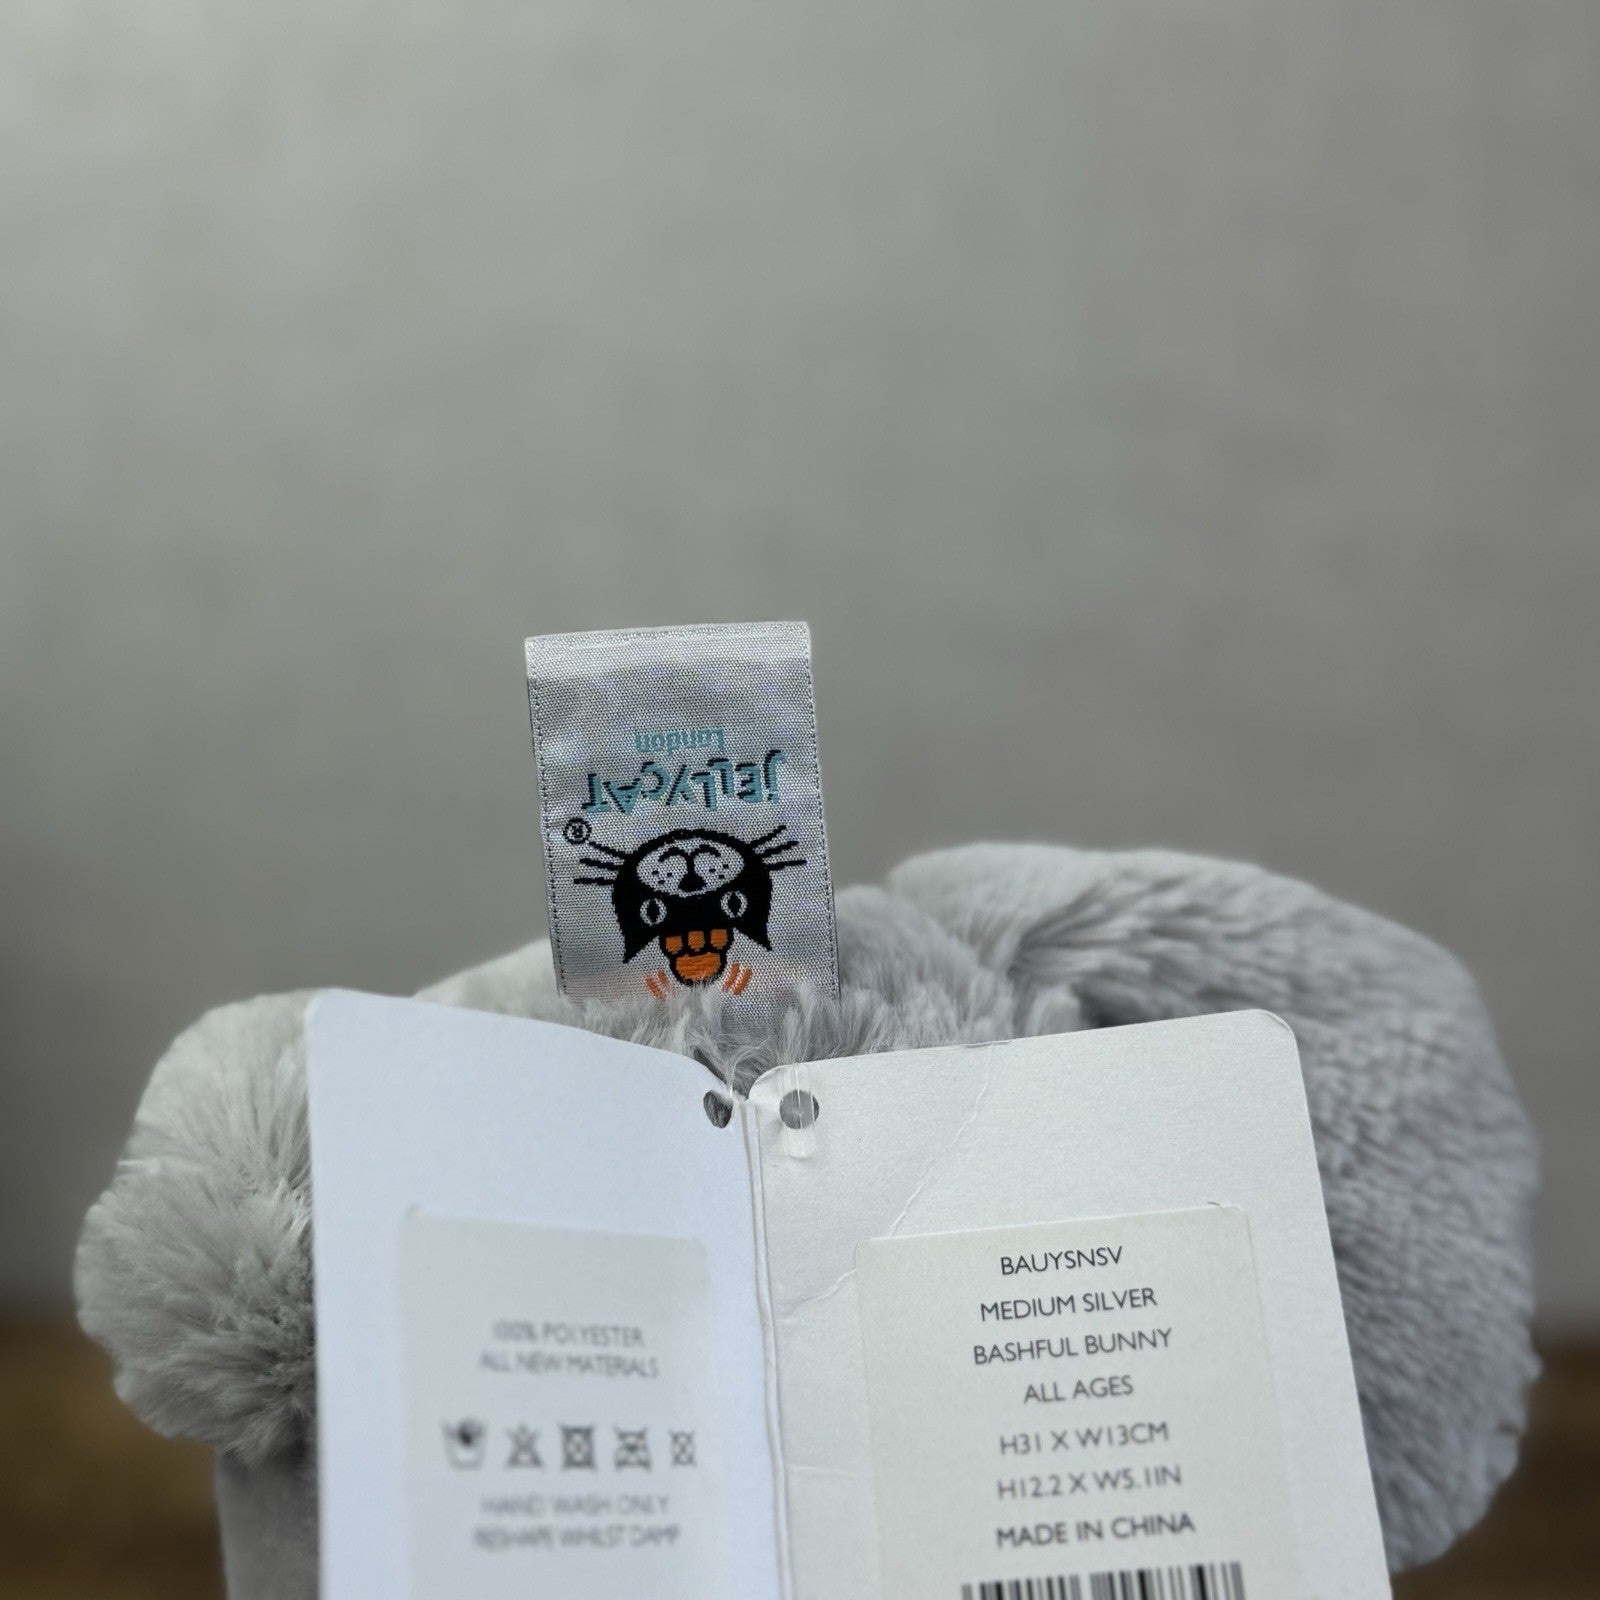 JELLYCAT
London
®
100% POLYESTER
ALL NEW MATERIALS
HAND WASH ONLY
RESHAPE WHILST DAMP
BAUYSNSV
MEDIUM SILVER
BASHFUL BUNNY
ALL AGES
H31 X W13CM
H12.2 X W5.1IN
MADE IN CHINA